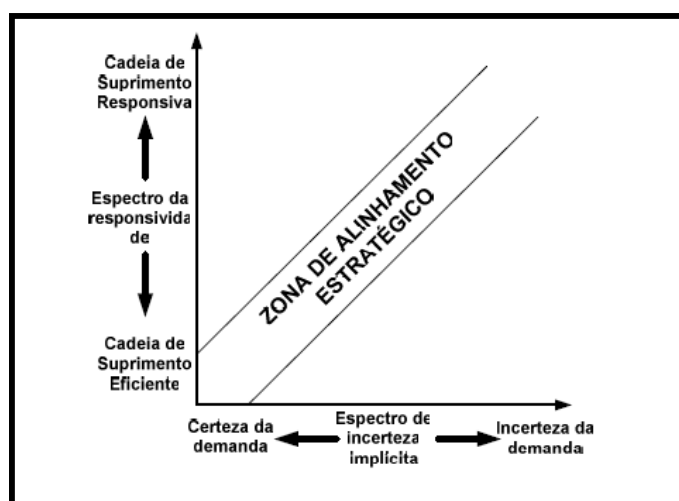 Cadeia de
Suprimento
Responsiva
Espectro da
responsivida
de
Cadeia de
Suprimento
Eficiente
ZONA DE ALINHAMENTO
ESTRATÉGICO
Certeza da
demanda
Espectro de
incerteza
implícita
Incerteza da
demanda